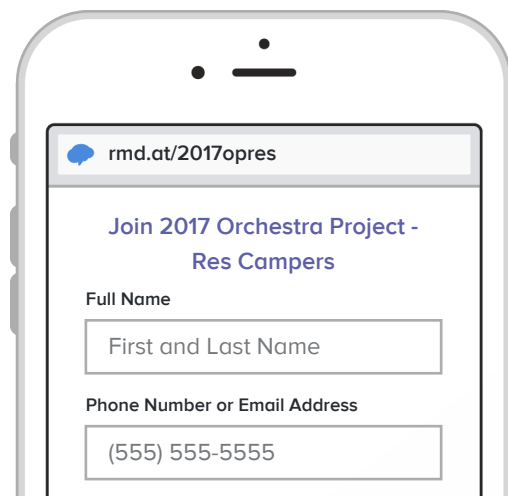 rmd.at/2017opres
Join 2017 Orchestra Project -
Res Campers
Full Name
First and Last Name
Phone Number or Email Address
(555) 555-5555